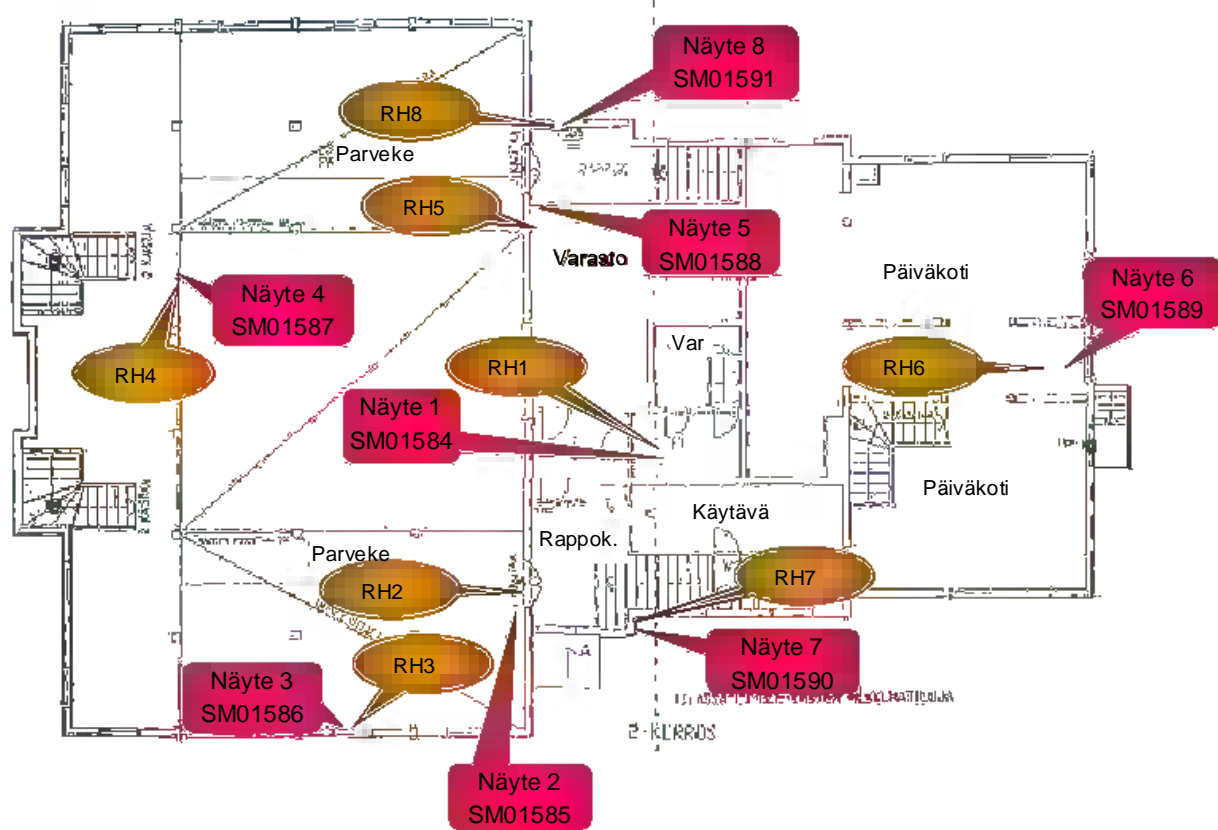 Näyte 8
SM01591
RH8
Parveke
RH5
Näyte 5
SM01588
Varasto
Päiväkoti
Näyte 6
SM01589
Näyte 4
SM01587
Var
RH4
RH1
RH6
Näyte 1
SM01584
Päiväkoti
Käytävä
Rappok.
Parveke
RH2
RH7
RH3
Näyte 7
SM01590
Näyte 3
SM01586
2-KERROS
Näyte 2
SM01585